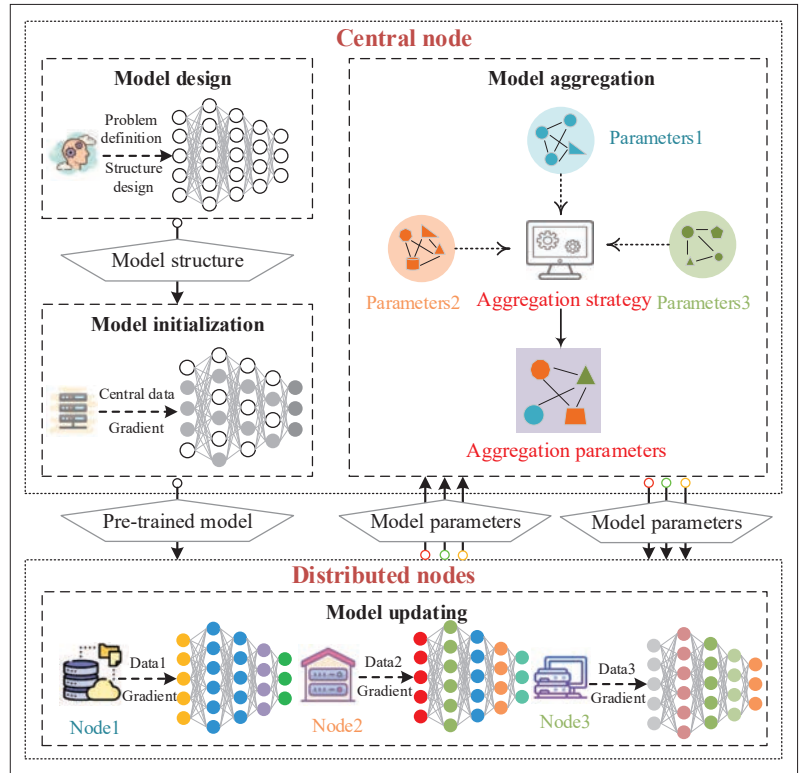 Central node
Model design
Problem
definition
Structure
design
Model structure
Model initialization
Central data
Gradient
Pre-trained model
Model aggregation
Parameters1
Parameters2
Aggregation strategy
Parameters3
Aggregation parameters
Model parameters
Model parameters
Distributed nodes
Model updating
Data1
Gradient
Node1
Data2
Gradient
Node2
Data3
Gradient
Node3